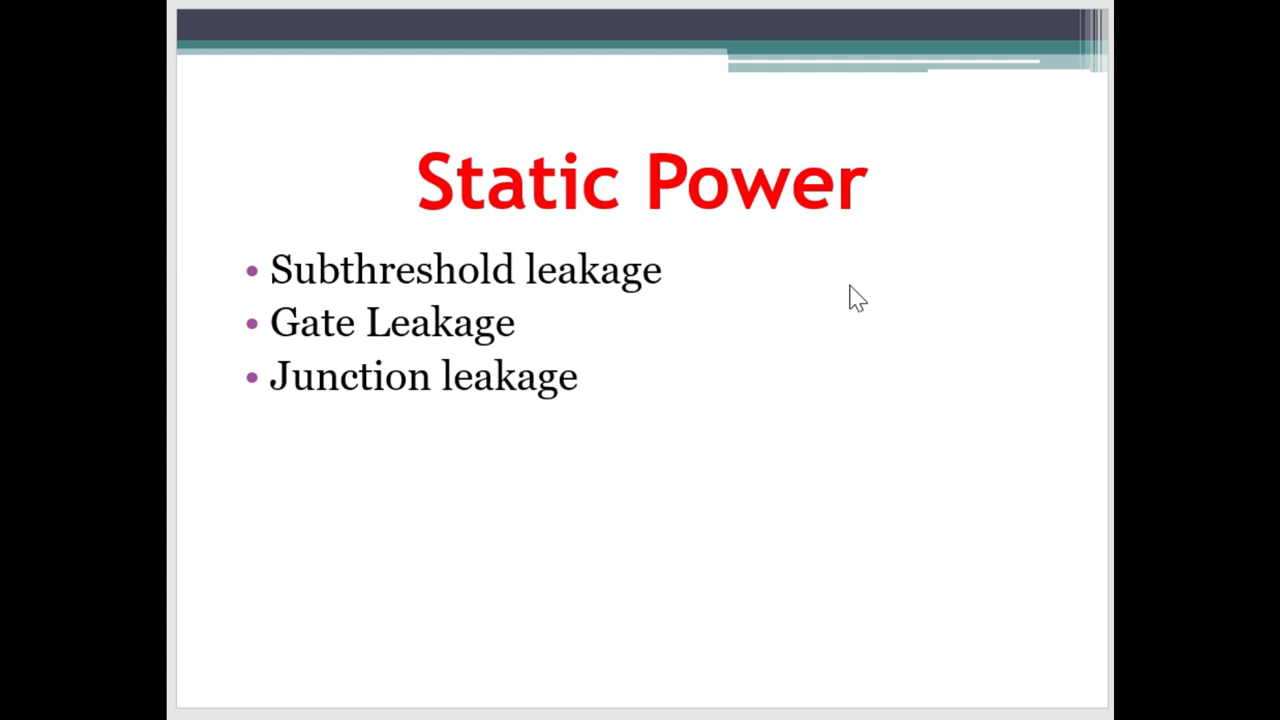 Static Power
• Subthreshold leakage
• Gate Leakage
• Junction leakage